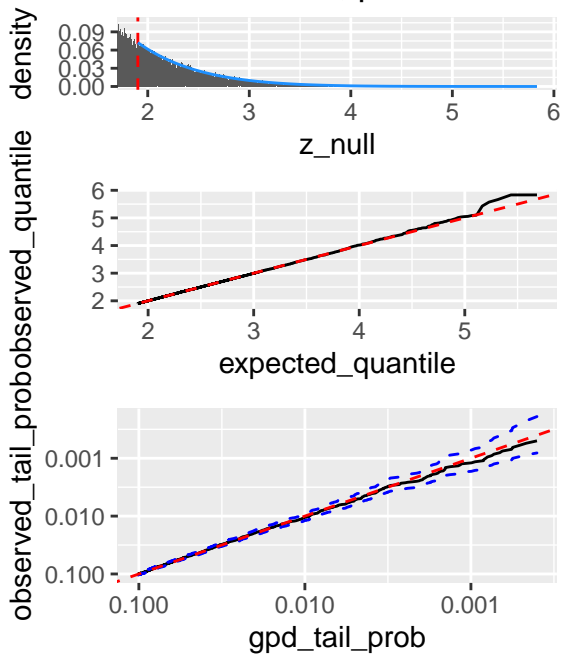 density
0.09
0.06
0.03
0.00
2 3 4 5 6
z_null
observed_quantile
6
5
4
3
2
2 3 4 5
expected_quantile
observed_tail_prob
0.001
0.010
0.100
0.100 0.010 0.001
gpd_tail_prob